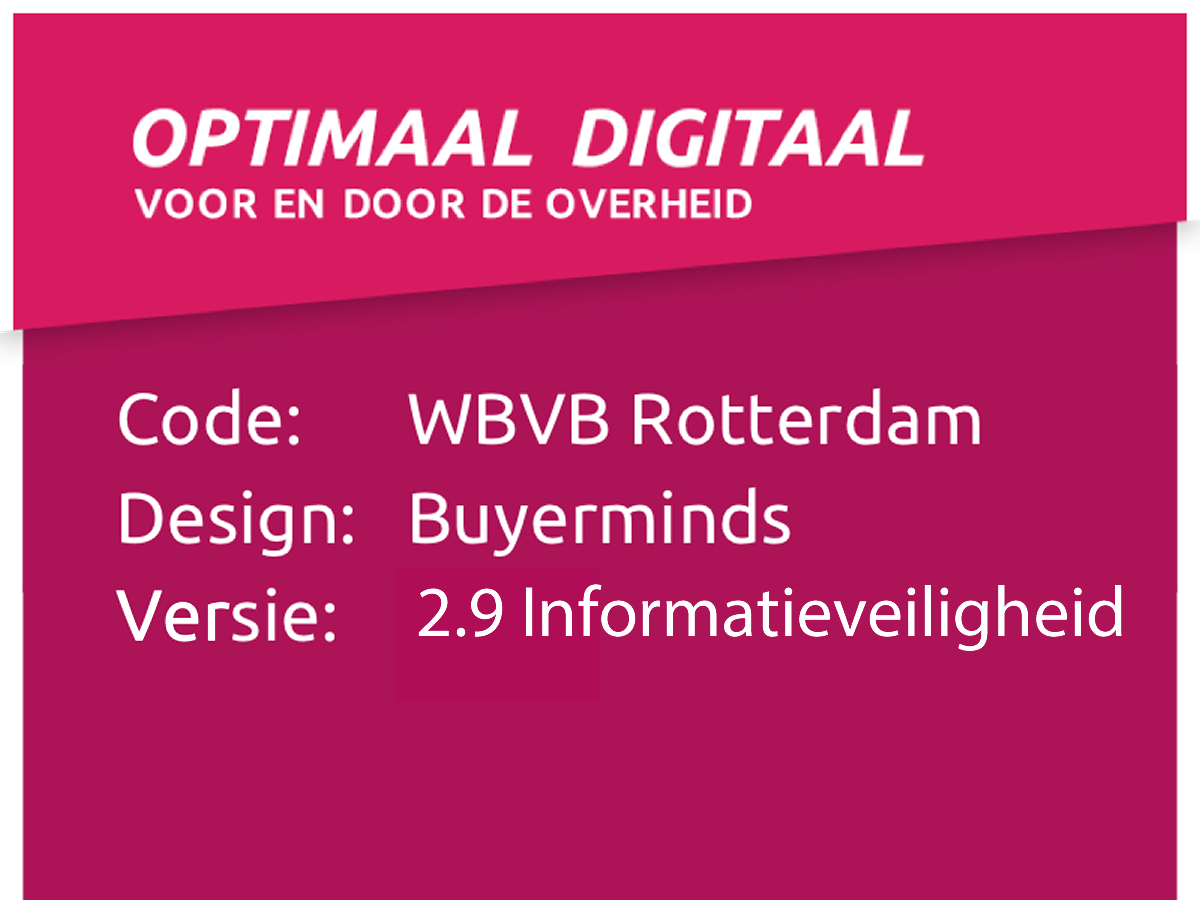 OPTIMAAL DIGITAAL
VOOR EN DOOR DE OVERHEID
Code: WBVB Rotterdam
Design: Buyerminds
Versie: 2.9 Informatieveiligheid